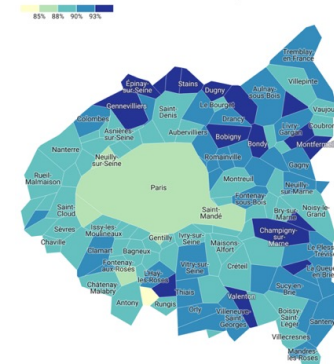 85% 88% 90% 93%
Tremblay
en-France
Épinay
-sur-Seine
Stains
Dugny
Villepinte
Aulnay
-sous-Bois
Gennevilliers
Saint
Denis
Le Bourget
Colombes
Drancy
Livry
Gargan
Vaujou
Coubron
Asnières
-sur-Seine
Aubervilliers
Bobigny
Bondy
Montfermeil
Nanterre
Neuilly
-sur-Seine
Romainville
Gagny
Rueil-
Malmaison
Paris
Montreuil
Neuilly
sur-Marne
Fontenay
sous-Bois
Saint-
Cloud
Saint-
Mandé
Bry-sur
Marne
Noisy-le-
Grand
Sèvres
Issy-les-
Moulineaux
Champigny-
sur-
Marne
Chaville
Gentilly
Ivry-sur-
Seine
Maisons-
Alfort
Clamart
Bagneux
Fontenay
aux-Roses
Vitry-sur-
Seine
Créteil
Châtenay
Malabry
Thiais
Sucy-en-
Brie
Antony
Rungis
Valenton
Orly
Villeneuve-
Saint-
Georges
Boissy
Saint-
Léger
Santeny
Villecresnes
Mandres
les Roses